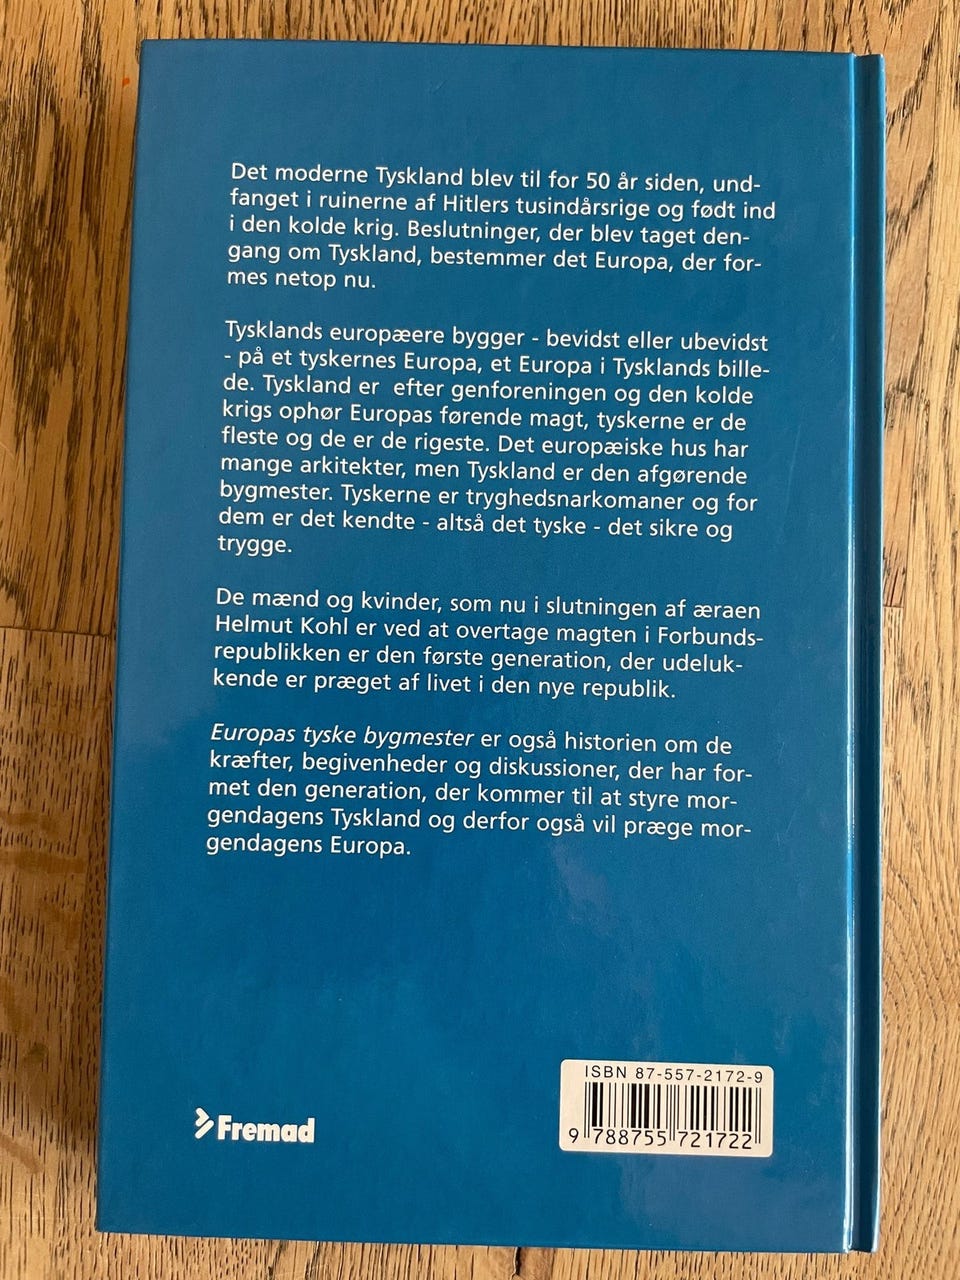 Det moderne Tyskland blev til for 50 år siden, und-
fanget i ruinerne af Hitlers tusindårsrige og født ind
i den kolde krig. Beslutninger, der blev taget den-
gang om Tyskland, bestemmer det Europa, der for-
mes netop nu.
Tysklands europæere bygger - bevidst eller ubevidst
- på et tyskernes Europa, et Europa i Tysklands bille-
de. Tyskland er  efter genforeningen og den kolde
krigs ophør Europas førende magt, tyskerne er de
fleste og de er de rigeste. Det europæiske hus har
mange arkitekter, men Tyskland er den afgørende
bygmester. Tyskerne er tryghedsnarkomaner og for
dem er det kendte - altså det tyske - det sikre og
trygge.
De mænd og kvinder, som nu i slutningen af æraen
Helmut Kohl er ved at overtage magten i Forbunds-
republikken er den første generation, der udeluk-
kende er præget af livet i den nye republik.
Europas tyske bygmester er også historien om de
kræfter, begivenheder og diskussioner, der har for-
met den generation, der kommer til at styre mor-
gendagens Tyskland og derfor også vil præge mor-
gendagens Europa.
ISBN 87-557-2172-9
9 788755 721722
Fremad